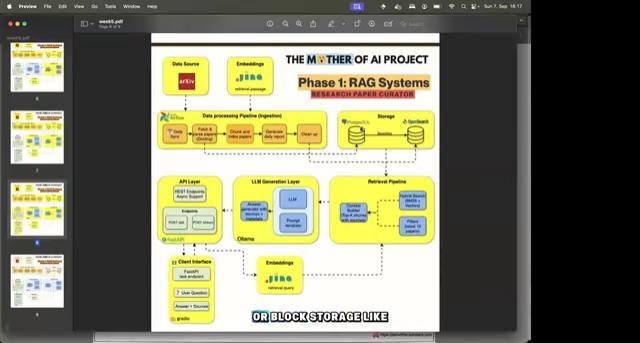 Preview File Edit View Go Tools Window Help
Sun 7. Sep 16:17
week5.pdf
THE MOTHER OF AI PROJECT
Phase 1: RAG Systems
RESEARCH PAPER CURATOR
Data Source
arXiv
Embeddings
Jina
retrieval.passage
Airflow
Data processing Pipeline (Ingestion)
Data Sync
Fetch & parse papers (Docling)
Chunk and index papers
Generate daily report
Clean up
Storage
PostgreSQL
OpenSearch
API Layer
REST Endpoints
Async Support
Endpoints
POST /ask
POST /stream
FastAPI
LLM Generation Layer
Answer generator with sources + metadata
LLM
Prompt template
Ollama
Retrieval Pipeline
Context Builder
Hybrid Search (BM25 + Vectors)
Filters
Client Interface
FastAPI
/ask endpoint
User Question
Answer + Sources
gradio
Embeddings
Jina
retrieval.query
OR BLOCK STORAGE LIKE